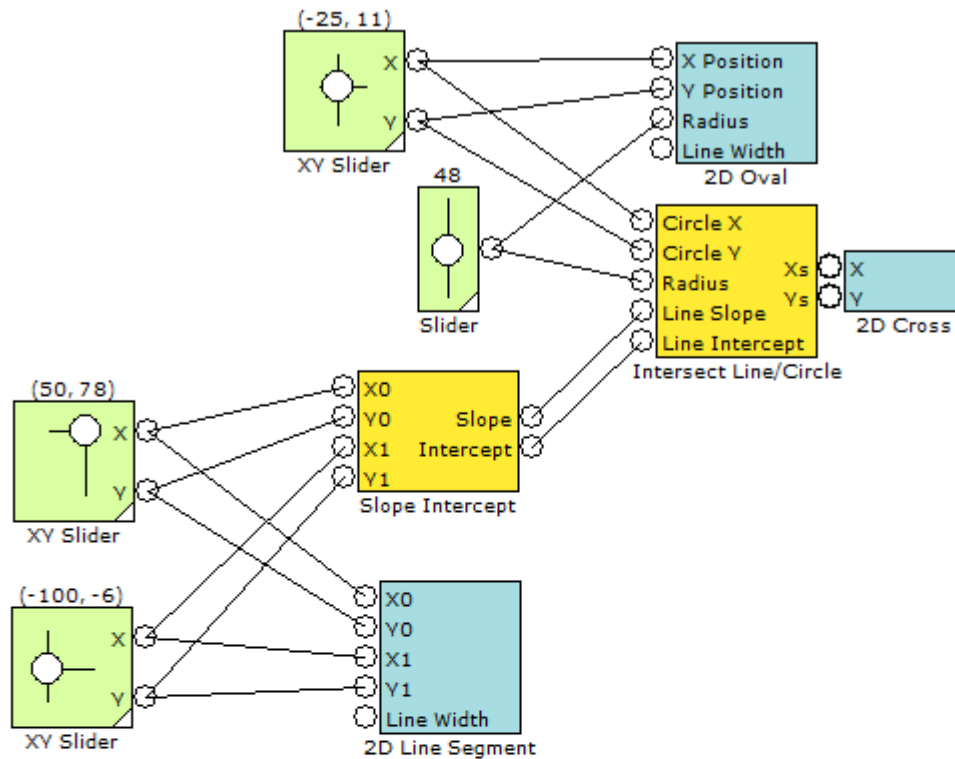 (-25, 11)
X
Y
XY Slider
X Position
Y Position
Radius
Line Width
2D Oval
48
Slider
Circle X
Circle Y
Radius
Line Slope
Line Intercept
Xs
Ys
Intersect Line/Circle
X
Y
2D Cross
(50, 78)
X
Y
XY Slider
X0
Y0
X1
Y1
Slope
Intercept
Slope Intercept
(-100, -6)
X
Y
XY Slider
X0
Y0
X1
Y1
Line Width
2D Line Segment